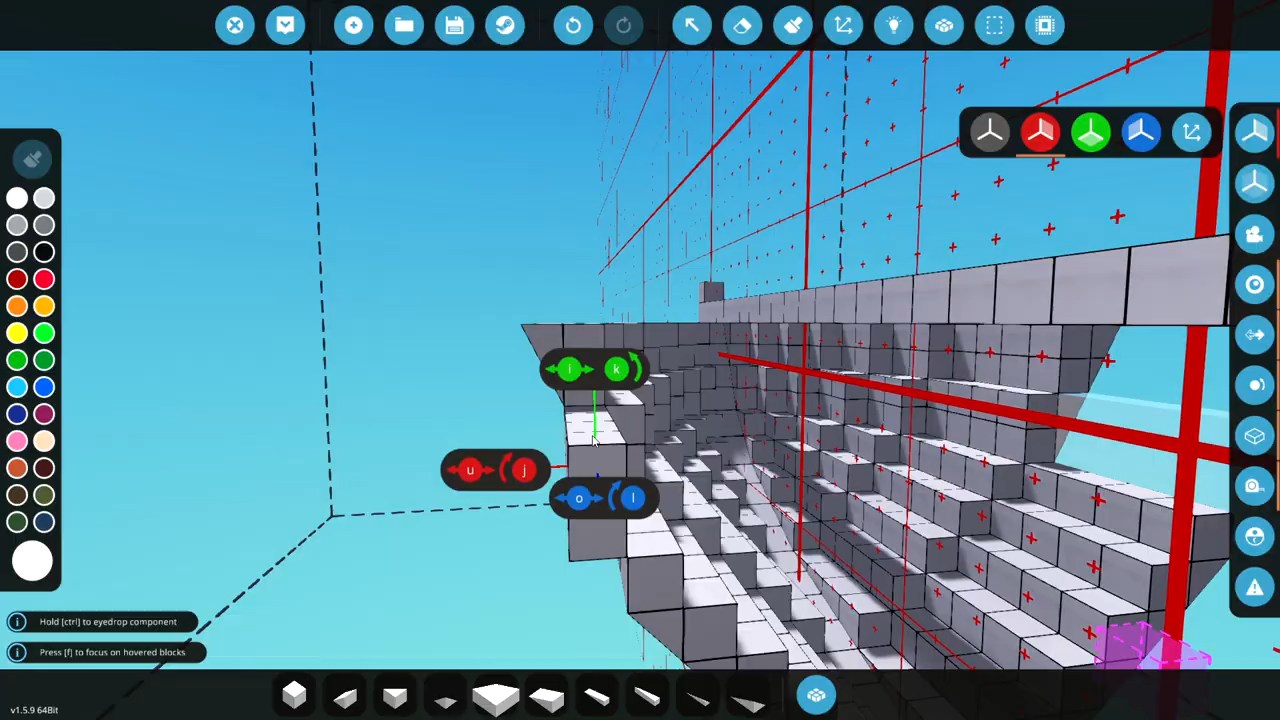 i k
u j
o l
Hold [ctrl] to eyedrop component
Press [f] to focus on hovered blocks
v1.5.9 64Bit